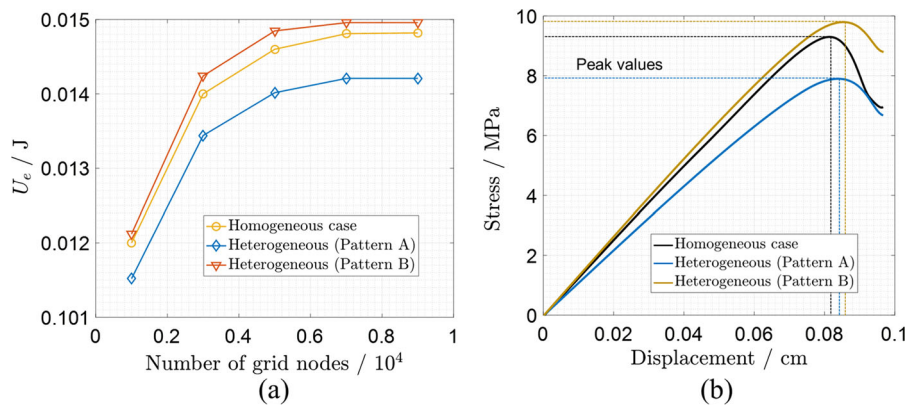 0.015
0.014
0.013
0.012
0.101
U_e / J
0
0.2
0.4
0.6
0.8
1
Number of grid nodes / 10^4
Homogeneous case
Heterogeneous (Pattern A)
Heterogeneous (Pattern B)
(a)
10
8
6
4
2
0
Stress / MPa
Peak values
Homogeneous case
Heterogeneous (Pattern A)
Heterogeneous (Pattern B)
0
0.02
0.04
0.06
0.08
0.1
Displacement / cm
(b)